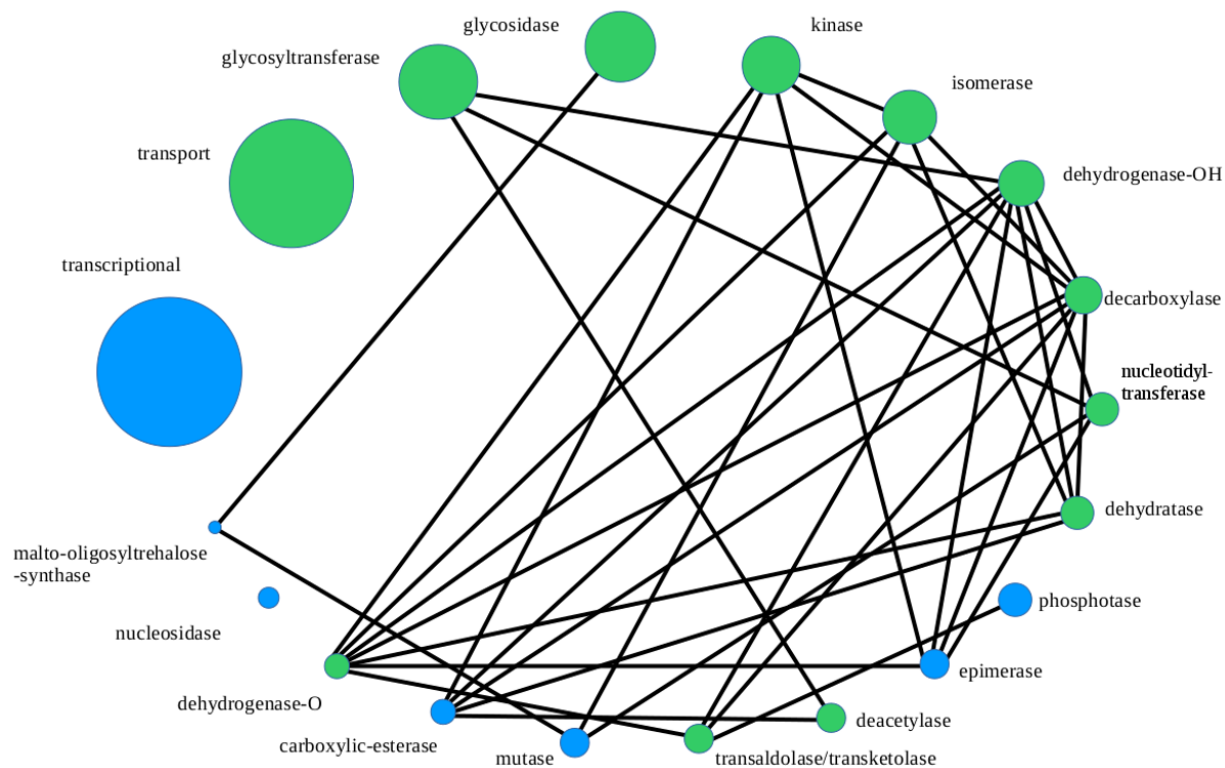 glycosidase
kinase
glycosyltransferase
isomerase
transport
dehydrogenase-OH
transcriptional
decarboxylase
nucleotidyl-
transferase
dehydratase
malto-oligosyltrehalose
-synthase
phosphotase
nucleosidase
epimerase
dehydrogenase-O
deacetylase
carboxylic-esterase
mutase
transaldolase/transketolase